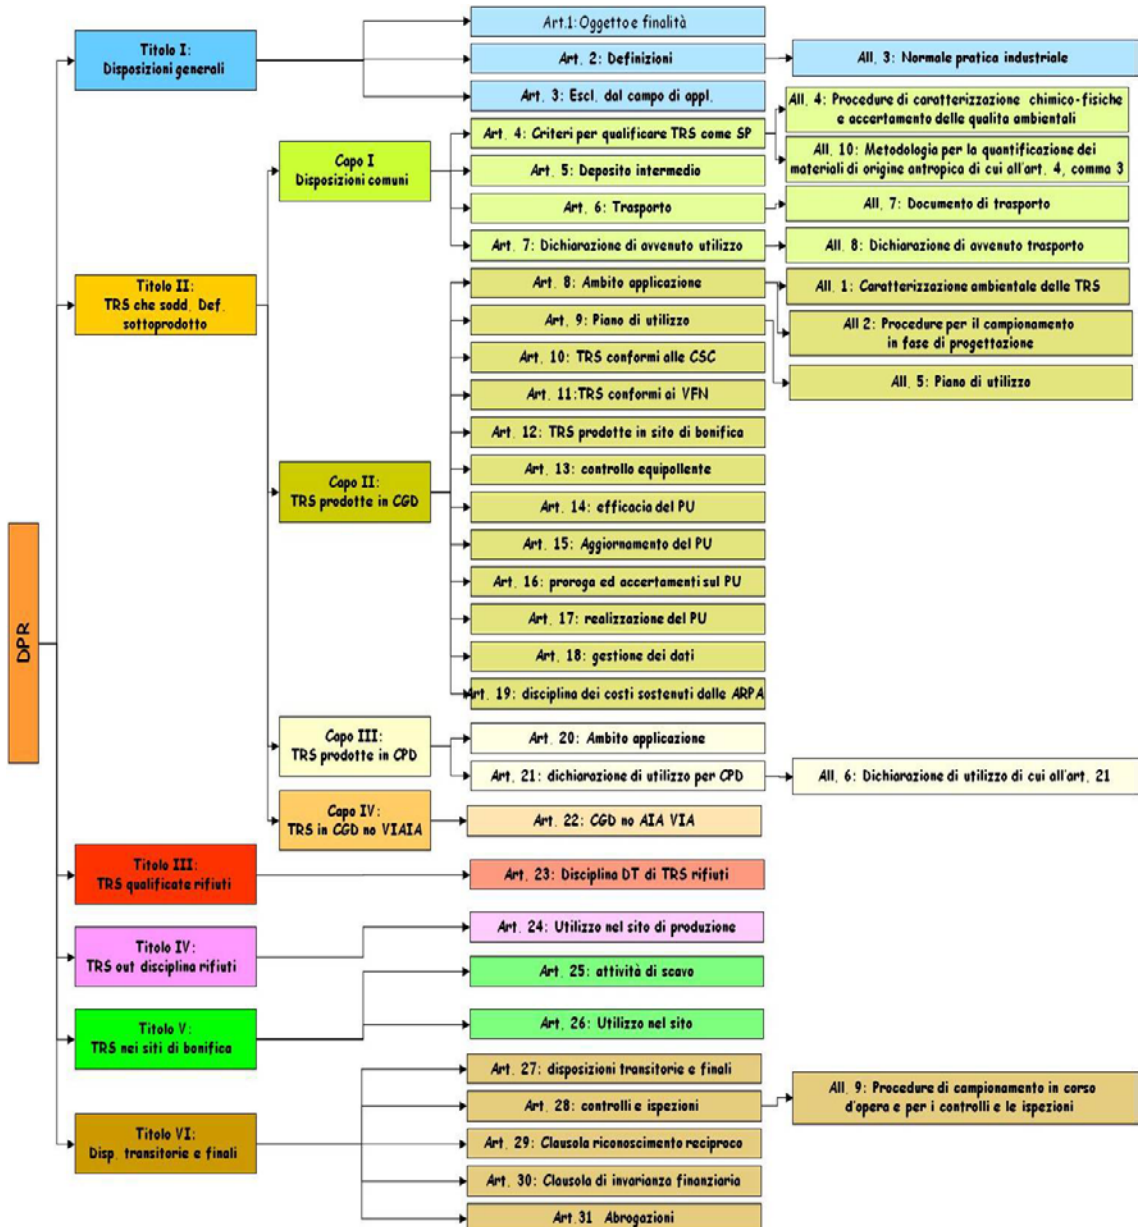 DPR
Titolo I:
Disposizioni generali
Art.1: Oggetto e finalità
Art. 2: Definizioni
All. 3: Normale pratica industriale
Art. 3: Escl. dal campo di appl.
Titolo II:
TRS che sodd. Def.
sottoprodotto
Capo I
Disposizioni comuni
Art. 4: Criteri per qualificare TRS come SP
All. 4: Procedure di caratterizzazione chimico-fisiche
e accertamento delle qualita ambientali
All. 10: Metodologia per la quantificazione dei
materiali di origine antropica di cui all'art. 4, comma 3
Art. 5: Deposito intermedio
Art. 6: Trasporto
All. 7: Documento di trasporto
Art. 7: Dichiarazione di avvenuto utilizzo
All. 8: Dichiarazione di avvenuto trasporto
Capo II:
TRS prodotte in CGD
Art. 8: Ambito applicazione
All. 1: Caratterizzazione ambientale delle TRS
All 2: Procedure per il campionamento
in fase di progettazione
Art. 9: Piano di utilizzo
All. 5: Piano di utilizzo
Art. 10: TRS conformi alle CSC
Art. 11:TRS conformi ai VFN
Art. 12: TRS prodotte in sito di bonifica
Art. 13: controllo equipollente
Art. 14: efficacia del PU
Art. 15: Aggiornamento del PU
Art. 16: proroga ed accertamenti sul PU
Art. 17: realizzazione del PU
Art. 18: gestione dei dati
Art. 19: disciplina dei costi sostenuti dalle ARPA
Capo III:
TRS prodotte in CPD
Art. 20: Ambito applicazione
Art. 21: dichiarazione di utilizzo per CPD
All. 6: Dichiarazione di utilizzo di cui all'art. 21
Capo IV:
TRS in CGD no VIAIA
Art. 22: CGD no AIA VIA
Titolo III:
TRS qualificate rifiuti
Art. 23: Disciplina DT di TRS rifiuti
Titolo IV:
TRS out disciplina rifiuti
Art. 24: Utilizzo nel sito di produzione
Titolo V:
TRS nei siti di bonifica
Art. 25: attività di scavo
Art. 26: Utilizzo nel sito
Titolo VI:
Disp. transitorie e finali
Art. 27: disposizioni transitorie e finali
Art. 28: controlli e ispezioni
All. 9: Procedure di campionamento in corso
d'opera e per i controlli e le ispezioni
Art. 29: Clausola riconoscimento reciproco
Art. 30: Clausola di invarianza finanziaria
Art.31 Abrogazioni